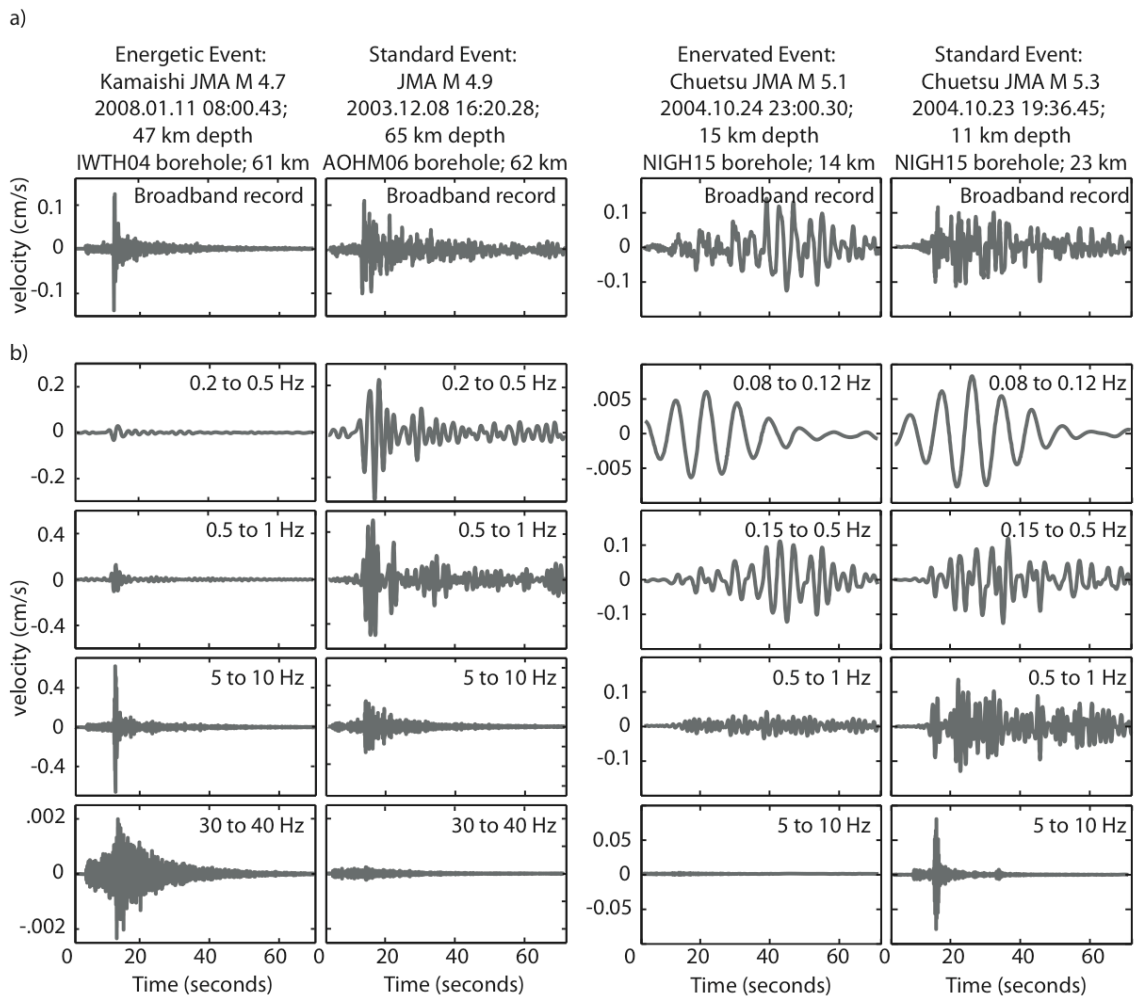 a)
Energetic Event:
Kamaishi JMA M 4.7
2008.01.11 08:00.43;
47 km depth
IWTH04 borehole; 61 km
Standard Event:
JMA M 4.9
2003.12.08 16:20.28;
65 km depth
AOHM06 borehole; 62 km
Enervated Event:
Chuetsu JMA M 5.1
2004.10.24 23:00.30;
15 km depth
NIGH15 borehole; 14 km
Standard Event:
Chuetsu JMA M 5.3
2004.10.23 19:36.45;
11 km depth
NIGH15 borehole; 23 km
velocity (cm/s)
0.1
0
-0.1
Broadband record
Broadband record
0.1
0
-0.1
Broadband record
Broadband record
b)
velocity (cm/s)
0.2
0
-0.2
0.2 to 0.5 Hz
0.2 to 0.5 Hz
.005
0
-.005
0.08 to 0.12 Hz
0.08 to 0.12 Hz
0.4
0
-0.4
0.5 to 1 Hz
0.5 to 1 Hz
0.1
0
-0.1
0.15 to 0.5 Hz
0.15 to 0.5 Hz
0.4
0
-0.4
5 to 10 Hz
5 to 10 Hz
0.1
0
-0.1
0.5 to 1 Hz
0.5 to 1 Hz
.002
0
-.002
30 to 40 Hz
30 to 40 Hz
0.05
0
-0.05
5 to 10 Hz
5 to 10 Hz
0 20 40 60
0 20 40 60
0 20 40 60
0 20 40 60
Time (seconds)
Time (seconds)
Time (seconds)
Time (seconds)